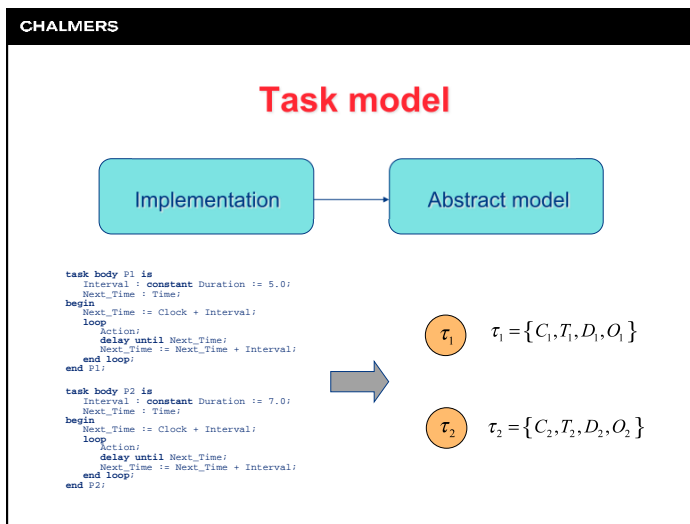 CHALMERS
Task model
Implementation
Abstract model
task body P1 is
Interval : constant Duration := 5.0;
Next_Time : Time;
begin
Next_Time := Clock + Interval;
loop
Action;
delay until Next_Time;
Next_Time := Next_Time + Interval;
end loop;
end P1;
τ₁
τ₁ = {C₁,T₁,D₁,O₁}
task body P2 is
Interval : constant Duration := 7.0;
Next_Time : Time;
begin
Next_Time := Clock + Interval;
loop
Action;
delay until Next_Time;
Next_Time := Next_Time + Interval;
end loop;
end P2;
τ₂
τ₂ = {C₂,T₂,D₂,O₂}